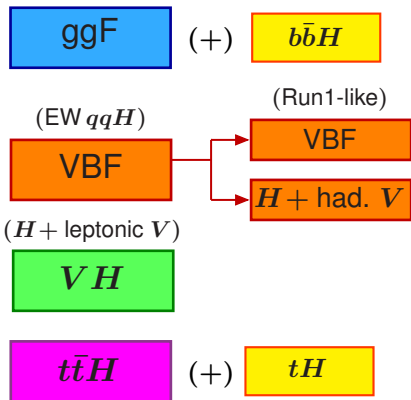 ggF (+) bb̄H
(Run1-like)
(EW qqH)
VBF
VBF
H + had. V
(H + leptonic V)
VH
tt̄H (+) tH